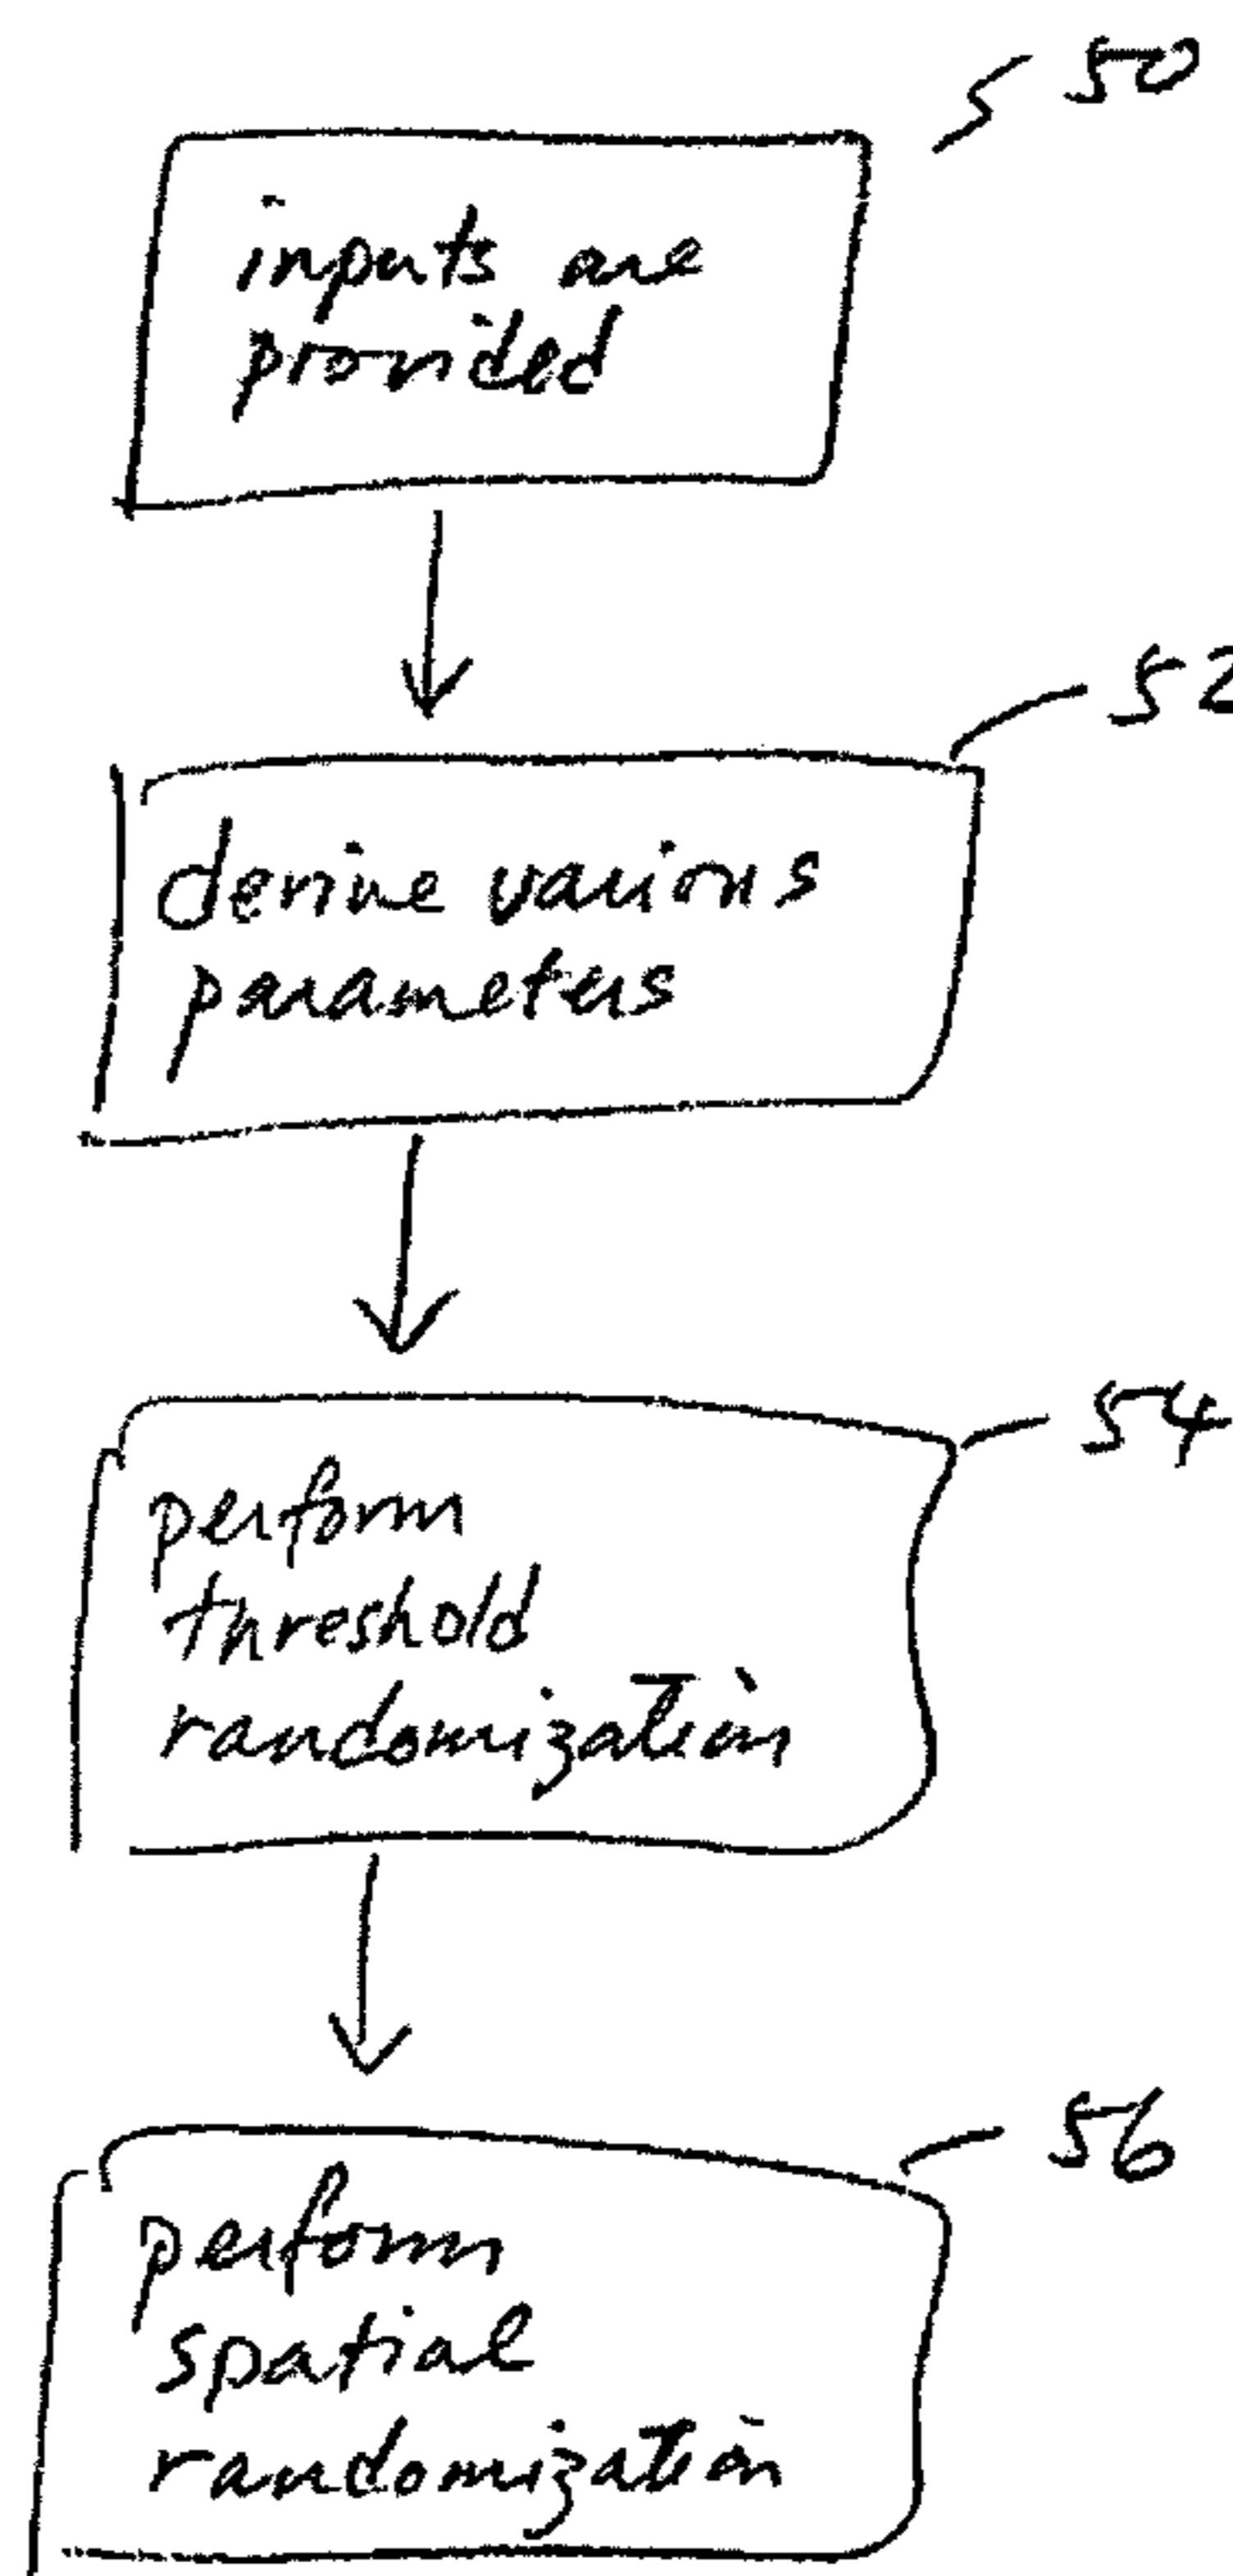 50
inputs are
provided
52
derive various
parameters
54
perform
threshold
randomization
56
perform
spatial
randomization